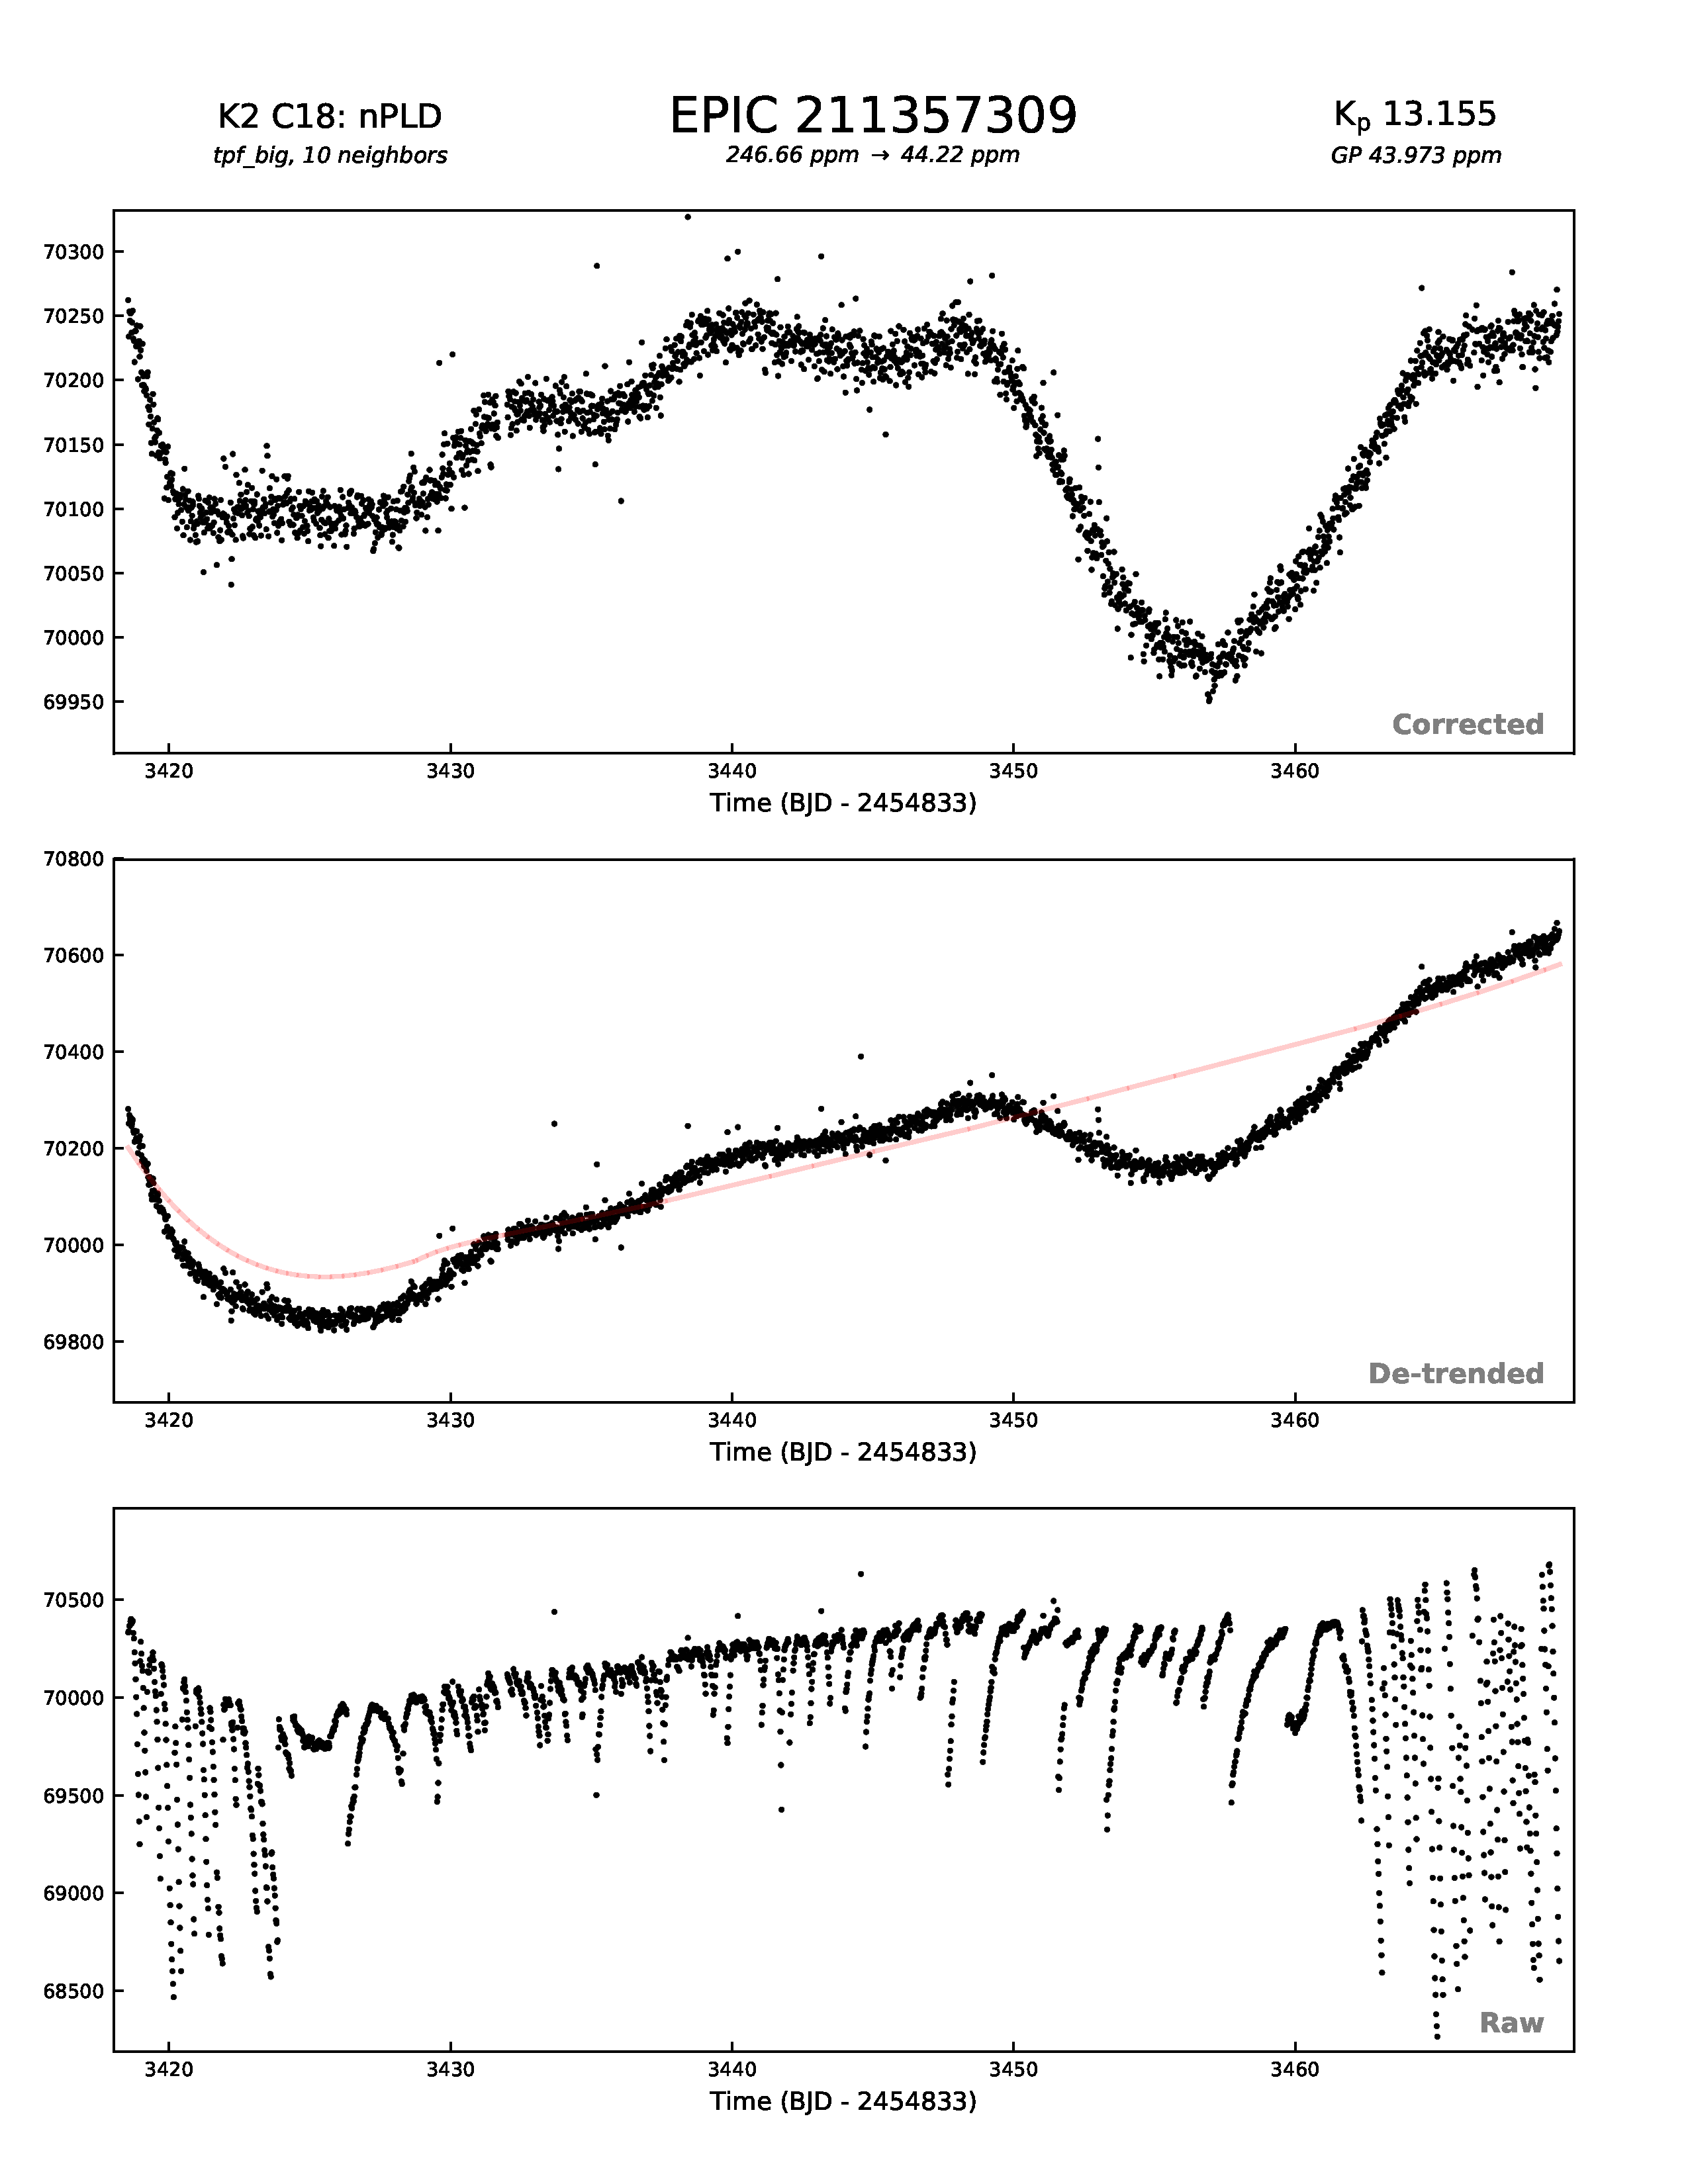 K2 C18: nPLD
EPIC 211357309
Kp 13.155
tpf_big, 10 neighbors
246.66 ppm → 44.22 ppm
GP 43.973 ppm
70300
70250
70200
70150
70100
70050
70000
69950
Corrected
3420 3430 3440 3450 3460
Time (BJD - 2454833)
70800
70600
70400
70200
70000
69800
De-trended
3420 3430 3440 3450 3460
Time (BJD - 2454833)
70500
70000
69500
69000
68500
Raw
3420 3430 3440 3450 3460
Time (BJD - 2454833)